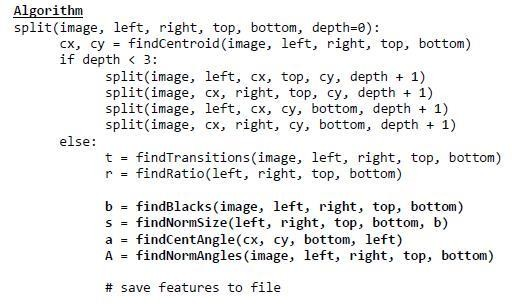 Algorithm
split(image, left, right, top, bottom, depth=0):
cx, cy = findCentroid(image, left, right, top, bottom)
if depth < 3:
split(image, left, cx, top, cy, depth + 1)
split(image, cx, right, top, cy, depth + 1)
split(image, left, cx, cy, bottom, depth + 1)
split(image, cx, right, cy, bottom, depth + 1)
else:
t = findTransitions(image, left, right, top, bottom)
r = findRatio(left, right, top, bottom)
b = findBlacks(image, left, right, top, bottom)
s = findNormSize(left, right, top, bottom, b)
a = findCentAngle(cx, cy, bottom, left)
A = findNormAngles(image, left, right, top, bottom)
# save features to file